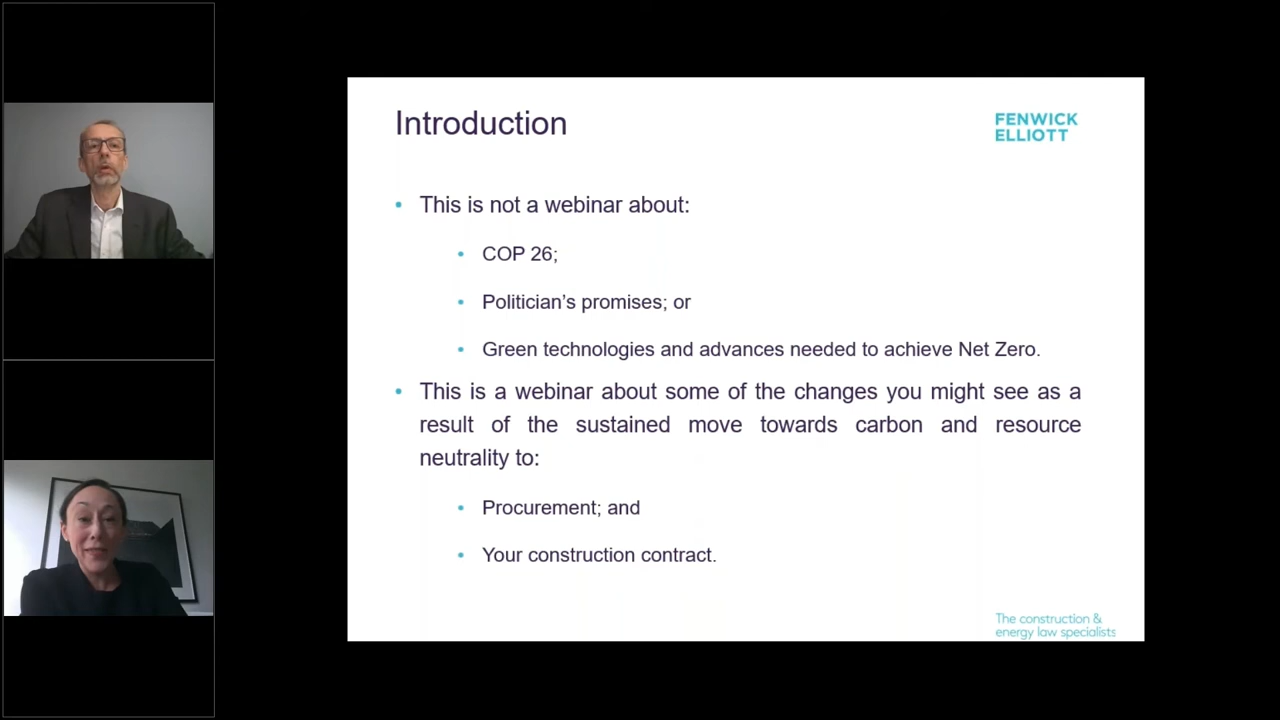 Introduction
FENWICK
ELLIOTT
• This is not a webinar about:
• COP 26;
• Politician's promises; or
• Green technologies and advances needed to achieve Net Zero.
• This is a webinar about some of the changes you might see as a
result of the sustained move towards carbon and resource
neutrality to:
• Procurement; and
• Your construction contract.
The construction &
energy law specialists